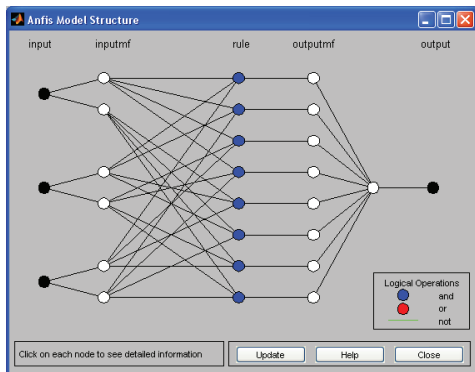 Anfis Model Structure
input inputmf rule outputmf output
Logical Operations
and
or
not
Click on each node to see detailed information
Update Help Close